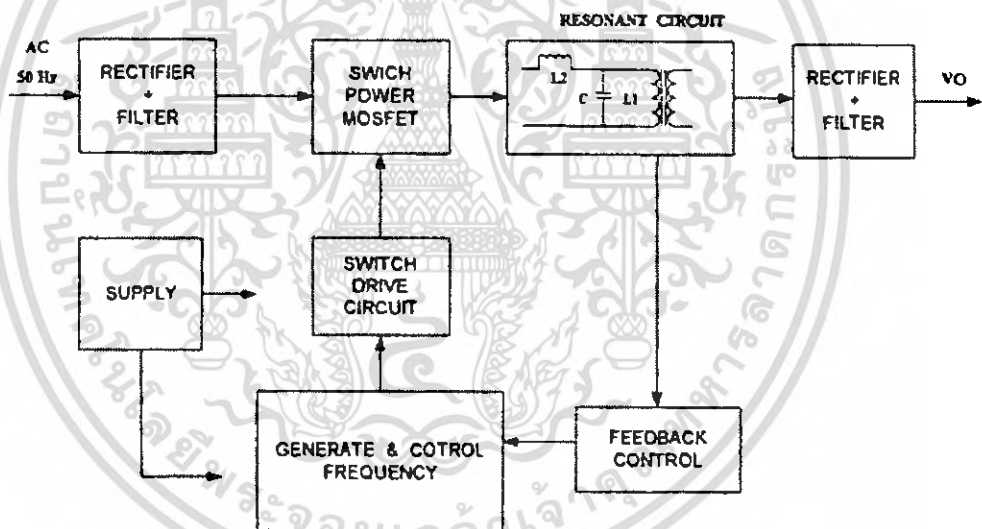 RESONANT CIRCUIT
AC
50 Hz
RECTIFIER
+
FILTER
SWICH
POWER
MOSFET
L2
C
L1
RECTIFIER
+
FILTER
VO
SUPPLY
SWITCH
DRIVE
CIRCUIT
GENERATE & COTROL
FREQUENCY
FEEDBACK
CONTROL